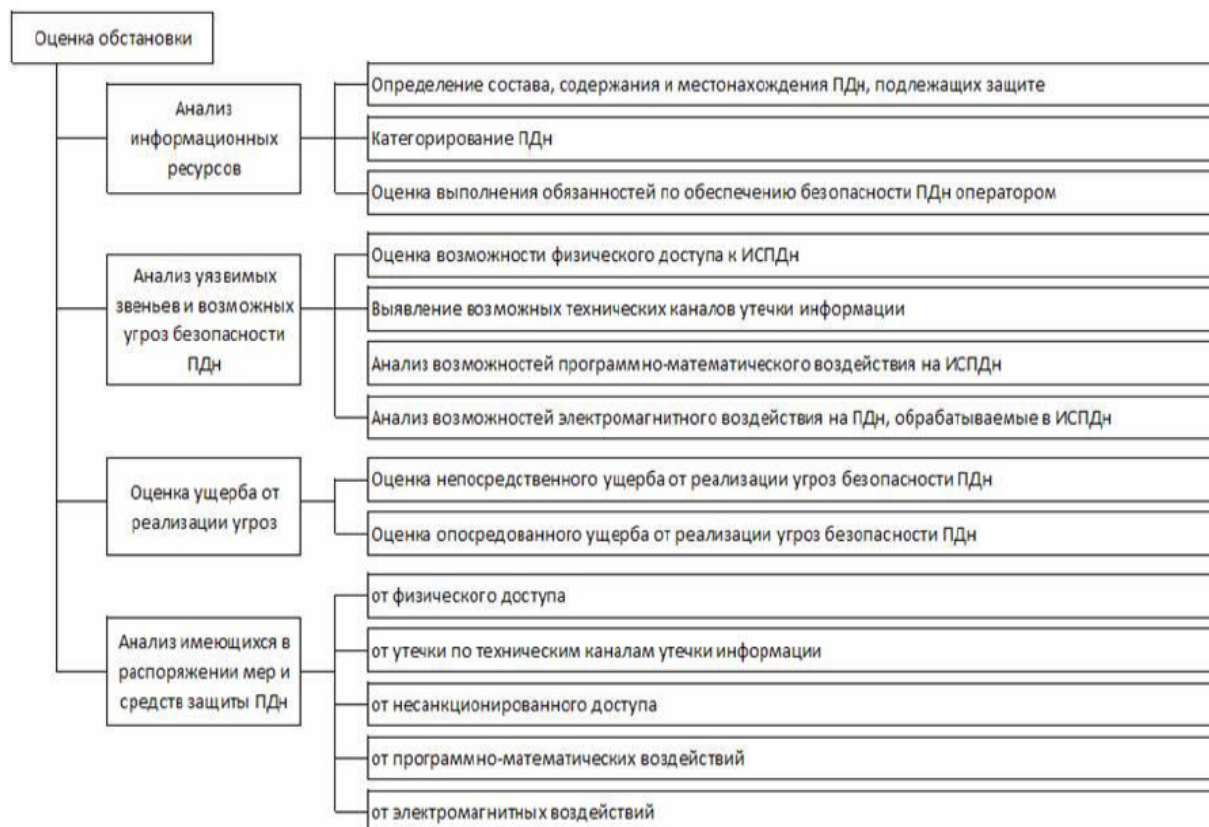 Оценка обстановки
Анализ
информационных
ресурсов
Определение состава, содержания и местонахождения ПДн, подлежащих защите
Категорирование ПДн
Оценка выполнения обязанностей по обеспечению безопасности ПДн оператором
Анализ уязвимых
звеньев и возможных
угроз безопасности
ПДн
Оценка возможности физического доступа к ИСПДн
Выявление возможных технических каналов утечки информации
Анализ возможностей программно-математического воздействия на ИСПДн
Анализ возможностей электромагнитного воздействия на ПДн, обрабатываемые в ИСПДн
Оценка ущерба от
реализации угроз
Оценка непосредственного ущерба от реализации угроз безопасности ПДн
Оценка опосредованного ущерба от реализации угроз безопасности ПДн
Анализ имеющихся в
распоряжении мер и
средств защиты ПДн
от физического доступа
от утечки по техническим каналам утечки информации
от несанкционированного доступа
от программно-математических воздействий
от электромагнитных воздействий